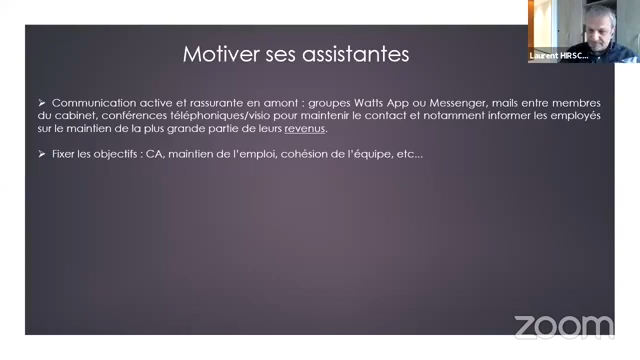 Motiver ses assistantes
➢ Communication active et rassurante en amont : groupes Watts App ou Messenger, mails entre membres
du cabinet, conférences téléphoniques/visio pour maintenir le contact et notamment informer les employés
sur le maintien de la plus grande partie de leurs revenus.
➢ Fixer les objectifs : CA, maintien de l'emploi, cohésion de l'équipe, etc...
Laurent HIRSC...
zoom